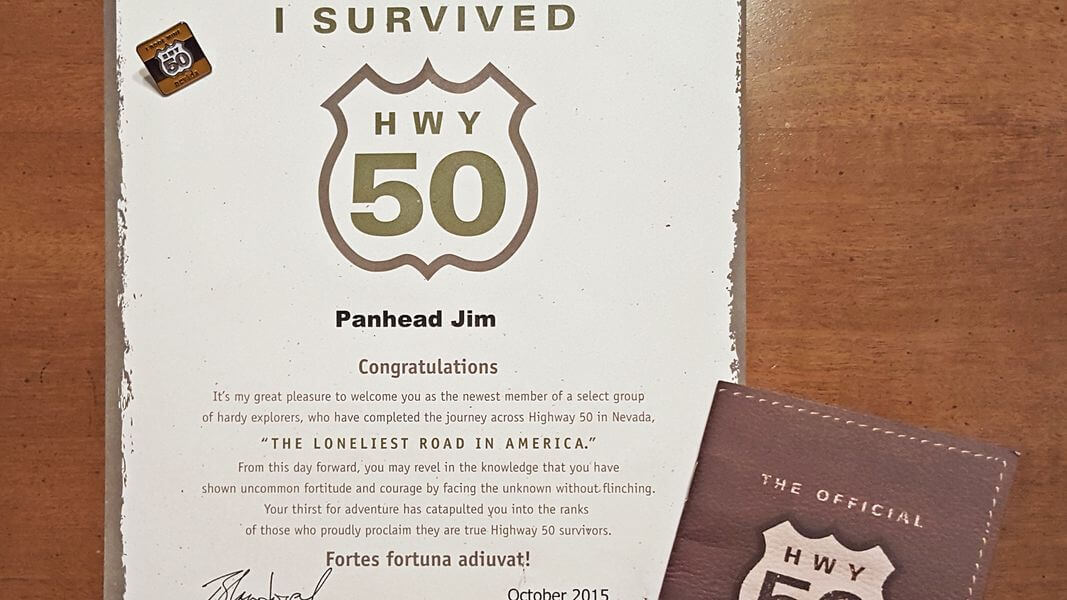 I SURVIVED
HWY
50
nevada
HWY
50
Panhead Jim
Congratulations
It's my great pleasure to welcome you as the newest member of a select group
of hardy explorers, who have completed the journey across Highway 50 in Nevada,
“THE LONELIEST ROAD IN AMERICA.”
From this day forward, you may revel in the knowledge that you have
shown uncommon fortitude and courage by facing the unknown without flinching.
Your thirst for adventure has catapulted you into the ranks
of those who proudly proclaim they are true Highway 50 survivors.
Fortes fortuna adiuvat!
October 2015
THE OFFICIAL
HWY
50